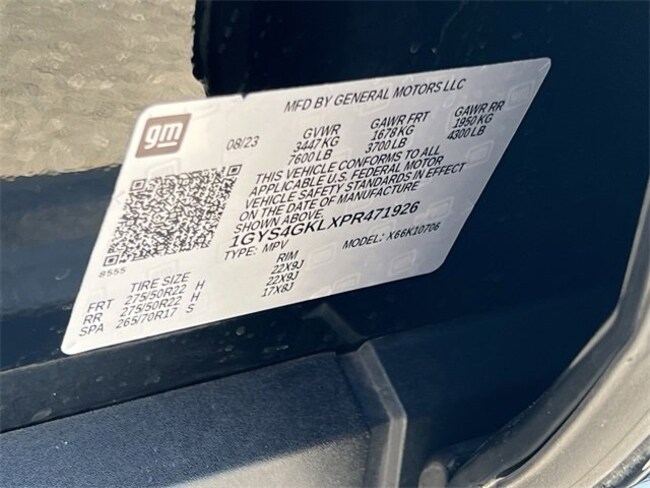 gm
MFD BY GENERAL MOTORS LLC
08/23 GVWR GAWR FRT GAWR RR
3447 KG 1678 KG 1950 KG
7600 LB 3700 LB 4300 LB
THIS VEHICLE CONFORMS TO ALL
APPLICABLE U.S. FEDERAL MOTOR
VEHICLE SAFETY STANDARDS IN EFFECT
ON THE DATE OF MANUFACTURE
SHOWN ABOVE.
1GYS4GKLXPR471926
TYPE: MPV MODEL: X66K10706
8555
TIRE SIZE RIM
FRT 275/50R22 H 22X9J
RR 275/50R22 H 22X9J
SPA 265/70R17 S 17X8J